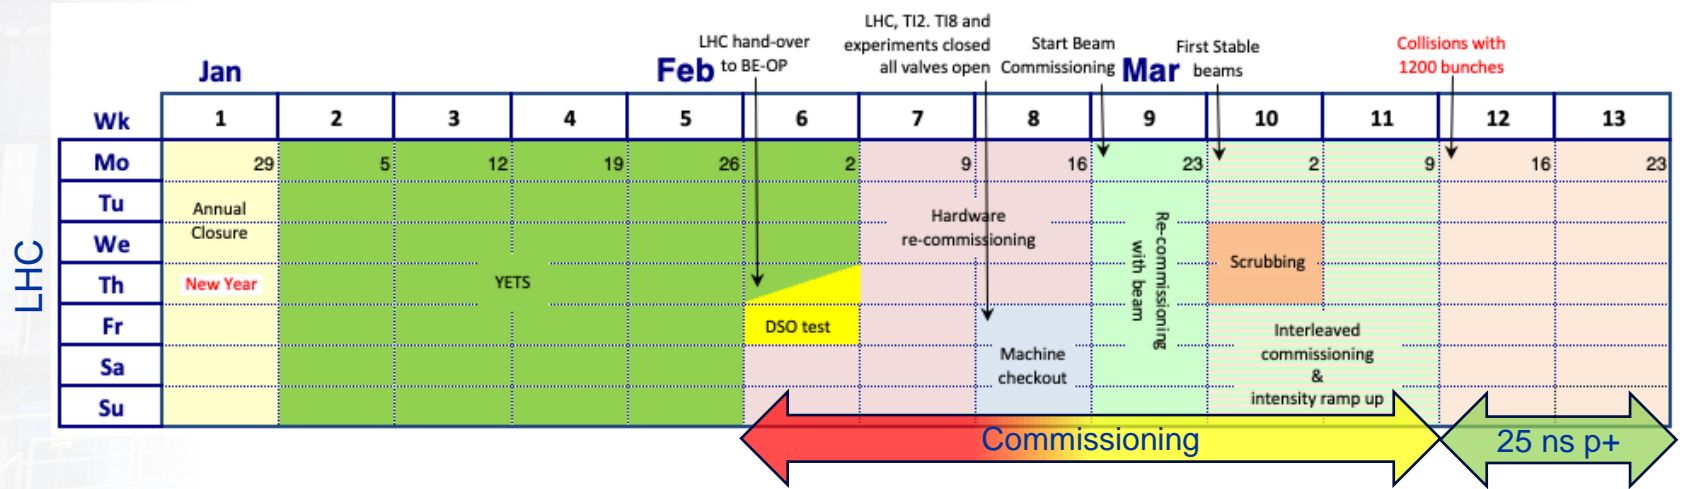 LHC, TI2. TI8 and
LHC hand-over
to BE-OP
experiments closed
all valves open
Start Beam
Commissioning
First Stable
beams
Collisions with
1200 bunches
Jan
Feb
Mar
Wk 1 2 3 4 5 6 7 8 9 10 11 12 13
Mo 29 5 12 19 26 2 9 16 23 2 9 16 23
Tu
We
Th
Fr
Sa
Su
LHC
Annual
Closure
New Year
YETS
DSO test
Hardware
re-commissioning
Machine
checkout
Re-commissioning
with beam
Scrubbing
Interleaved
commissioning
&
intensity ramp up
Commissioning
25 ns p+